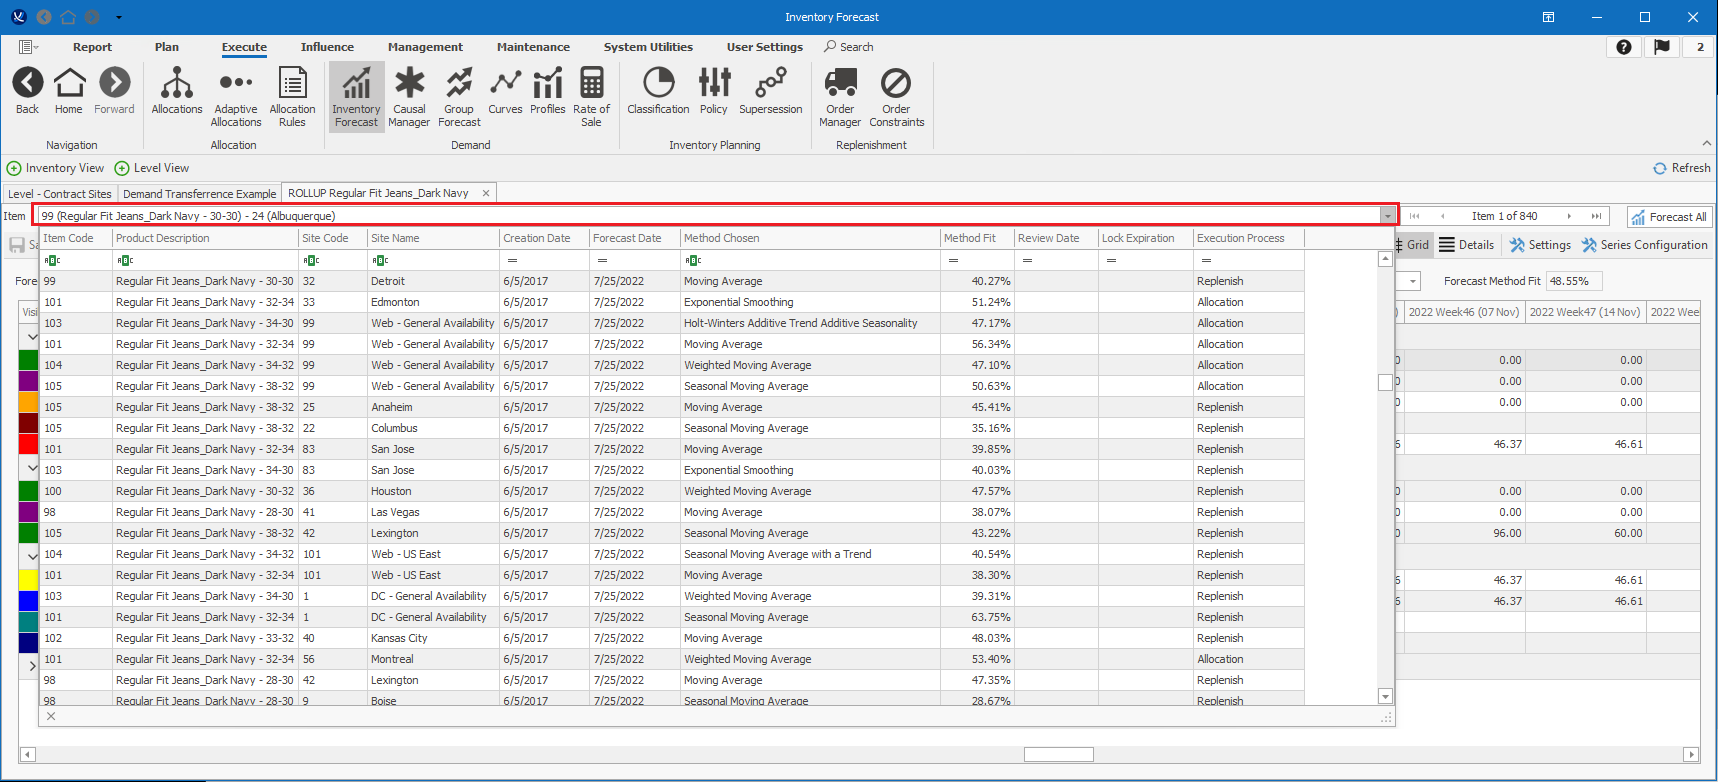 Inventory Forecast
Report Plan Execute Influence Management Maintenance System Utilities User Settings Search 2
Back Home Forward Allocations Adaptive Allocations Allocation Rules Inventory Forecast Causal Manager Group Forecast Curves Profiles Rate of Sale Classification Policy Supersession Order Manager Order Constraints
Navigation Allocation Demand Inventory Planning Replenishment
Inventory View Level View Refresh
Level - Contract Sites Demand Transferrence Example ROLLUP Regular Fit Jeans_Dark Navy
Item 99 (Regular Fit Jeans_Dark Navy - 30-30) - 24 (Albuquerque) Item 1 of 840 Forecast All
Sa Grid Details Settings Series Configuration
Item Code Product Description Site Code Site Name Creation Date Forecast Date Method Chosen Method Fit Review Date Lock Expiration Execution Process
Fore Forecast Method Fit 48.55%
Visi ) 2022 Week46 (07 Nov) 2022 Week47 (14 Nov) 2022 Wee
99 Regular Fit Jeans_Dark Navy - 30-30 32 Detroit 6/5/2017 7/25/2022 Moving Average 40.27% Replenish
101 Regular Fit Jeans_Dark Navy - 32-34 33 Edmonton 6/5/2017 7/25/2022 Exponential Smoothing 51.24% Allocation
103 Regular Fit Jeans_Dark Navy - 34-30 99 Web - General Availability 6/5/2017 7/25/2022 Holt-Winters Additive Trend Additive Seasonality 47.17% Allocation
101 Regular Fit Jeans_Dark Navy - 32-34 99 Web - General Availability 6/5/2017 7/25/2022 Moving Average 56.34% Allocation
104 Regular Fit Jeans_Dark Navy - 34-32 99 Web - General Availability 6/5/2017 7/25/2022 Weighted Moving Average 47.10% Allocation 0 0.00 0.00
105 Regular Fit Jeans_Dark Navy - 38-32 99 Web - General Availability 6/5/2017 7/25/2022 Seasonal Moving Average 50.63% Allocation 0 0.00 0.00
105 Regular Fit Jeans_Dark Navy - 38-32 25 Anaheim 6/5/2017 7/25/2022 Moving Average 45.41% Replenish 0 0.00 0.00
105 Regular Fit Jeans_Dark Navy - 38-32 22 Columbus 6/5/2017 7/25/2022 Seasonal Moving Average 35.16% Replenish
101 Regular Fit Jeans_Dark Navy - 32-34 83 San Jose 6/5/2017 7/25/2022 Moving Average 39.85% Replenish 6 46.37 46.61
103 Regular Fit Jeans_Dark Navy - 34-30 83 San Jose 6/5/2017 7/25/2022 Exponential Smoothing 40.03% Replenish
100 Regular Fit Jeans_Dark Navy - 30-32 36 Houston 6/5/2017 7/25/2022 Weighted Moving Average 47.57% Replenish 0 0.00 0.00
98 Regular Fit Jeans_Dark Navy - 28-30 41 Las Vegas 6/5/2017 7/25/2022 Moving Average 38.07% Replenish 0 0.00 0.00
105 Regular Fit Jeans_Dark Navy - 38-32 42 Lexington 6/5/2017 7/25/2022 Seasonal Moving Average 43.22% Replenish 0 96.00 60.00
104 Regular Fit Jeans_Dark Navy - 34-32 101 Web - US East 6/5/2017 7/25/2022 Seasonal Moving Average with a Trend 40.54% Replenish
101 Regular Fit Jeans_Dark Navy - 32-34 101 Web - US East 6/5/2017 7/25/2022 Moving Average 38.30% Replenish 6 46.37 46.61
103 Regular Fit Jeans_Dark Navy - 34-30 1 DC - General Availability 6/5/2017 7/25/2022 Weighted Moving Average 39.31% Replenish 6 46.37 46.61
101 Regular Fit Jeans_Dark Navy - 32-34 1 DC - General Availability 6/5/2017 7/25/2022 Seasonal Moving Average 63.75% Replenish
102 Regular Fit Jeans_Dark Navy - 33-32 40 Kansas City 6/5/2017 7/25/2022 Moving Average 48.03% Replenish
101 Regular Fit Jeans_Dark Navy - 32-34 56 Montreal 6/5/2017 7/25/2022 Weighted Moving Average 53.40% Allocation
98 Regular Fit Jeans_Dark Navy - 28-30 42 Lexington 6/5/2017 7/25/2022 Moving Average 47.35% Replenish
98 Regular Fit Jeans_Dark Navy - 28-30 9 Boise 6/5/2017 7/25/2022 Seasonal Moving Average 28.67% Replenish